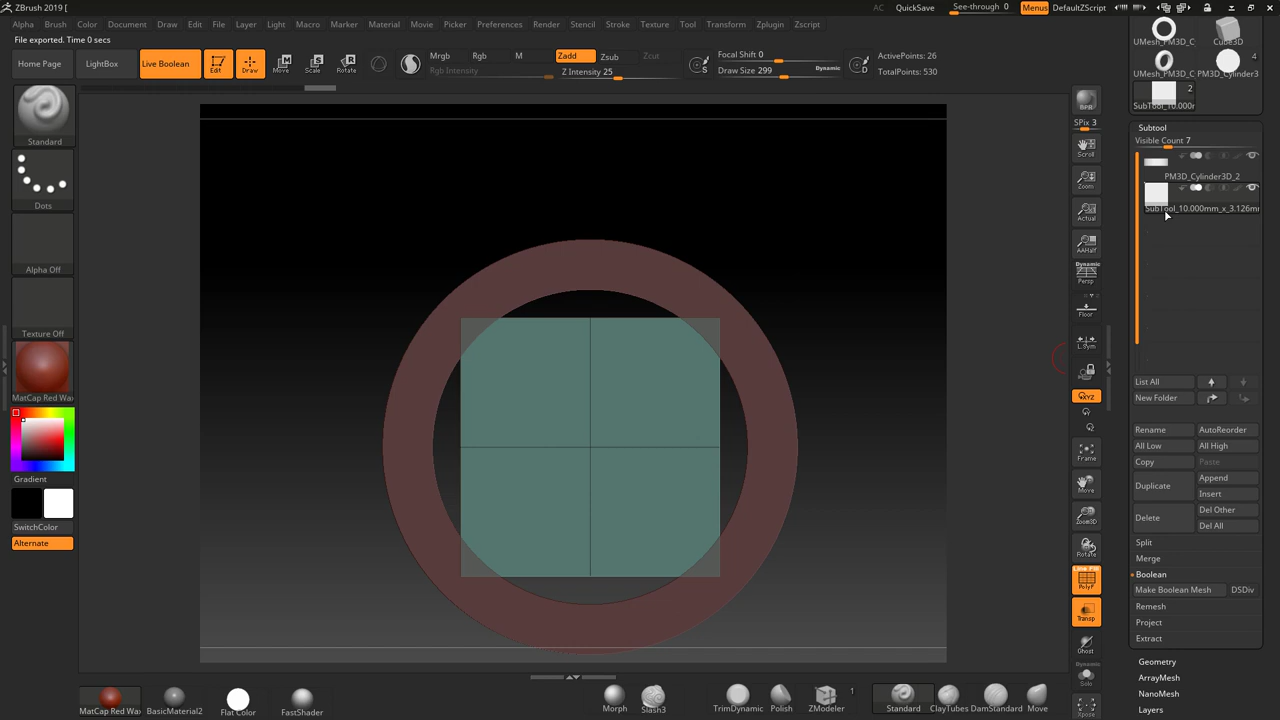 ZBrush 2019 [
AC QuickSave See-through 0 Menus DefaultZScript
Alpha Brush Color Document Draw Edit File Layer Light Macro Marker Material Movie Picker Preferences Render Stencil Stroke Texture Tool Transform Zplugin Zscript
File exported. Time 0 secs
Home Page LightBox Live Boolean Edit Draw Move Scale Rotate
Mrgb Rgb M Zadd Zsub Zcut
Rgb Intensity Z Intensity 25
Focal Shift 0
Draw Size 299 Dynamic
S
D
ActivePoints: 26
TotalPoints: 530
Standard
Dots
Alpha Off
Texture Off
MatCap Red Wax
Gradient
SwitchColor
Alternate
BPR
SPix 3
Scroll
Zoom
Actual
AAHalf
Dynamic
Persp
Floor
L.Sym
XYZ
Frame
Move
Zoom3D
Rotate
Line Fill
PolyF
Transp
Ghost
Dynamic
Solo
Xpose
UMesh_PM3D_C Cube3D
4
UMesh_PM3D_C PM3D_Cylinder3
2
SubTool_10.000r
Subtool
Visible Count 7
PM3D_Cylinder3D_2
SubTool_10.000mm_x_3.126m
List All
New Folder
Rename AutoReorder
All Low All High
Copy Paste
Duplicate Append
Insert
Delete Del Other
Del All
Split
Merge
Boolean
Make Boolean Mesh DSDiv
Remesh
Project
Extract
Geometry
ArrayMesh
NanoMesh
Layers
MatCap Red Wax BasicMaterial2 Flat Color FastShader
Morph Slash3 TrimDynamic Polish ZModeler 1 Standard ClayTubes DamStandard Move